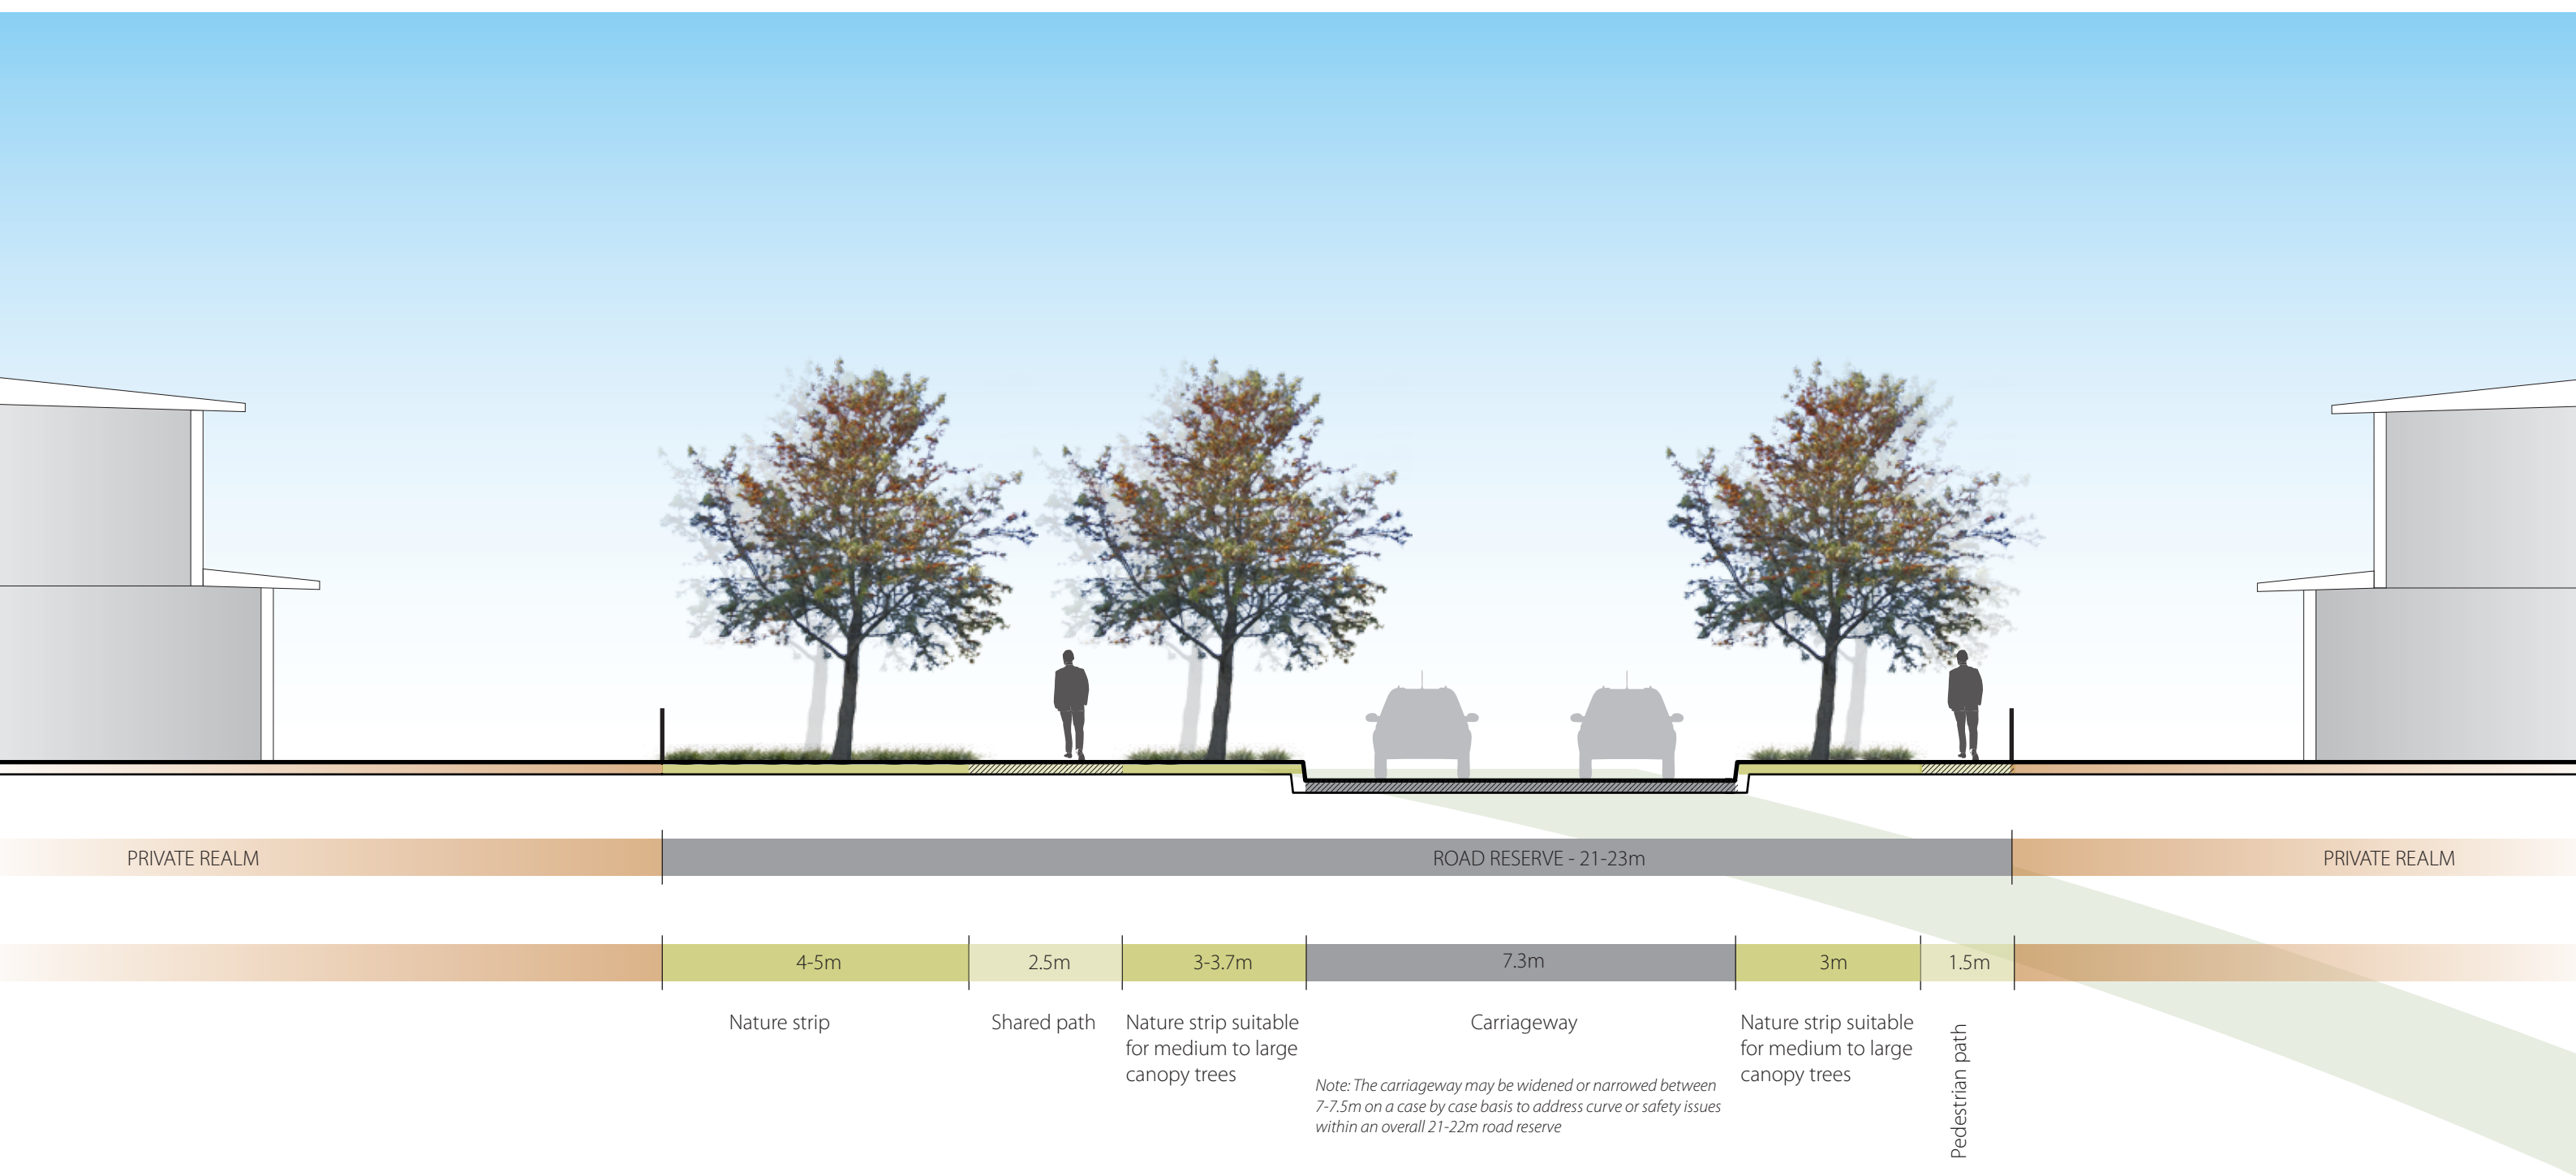 PRIVATE REALM
ROAD RESERVE - 21-23m
PRIVATE REALM
4-5m
2.5m
3-3.7m
7.3m
3m
1.5m
Nature strip
Shared path
Nature strip suitable
for medium to large
canopy trees
Carriageway
Note: The carriageway may be widened or narrowed between
7-7.5m on a case by case basis to address curve or safety issues
within an overall 21-22m road reserve
Nature strip suitable
for medium to large
canopy trees
Pedestrian path